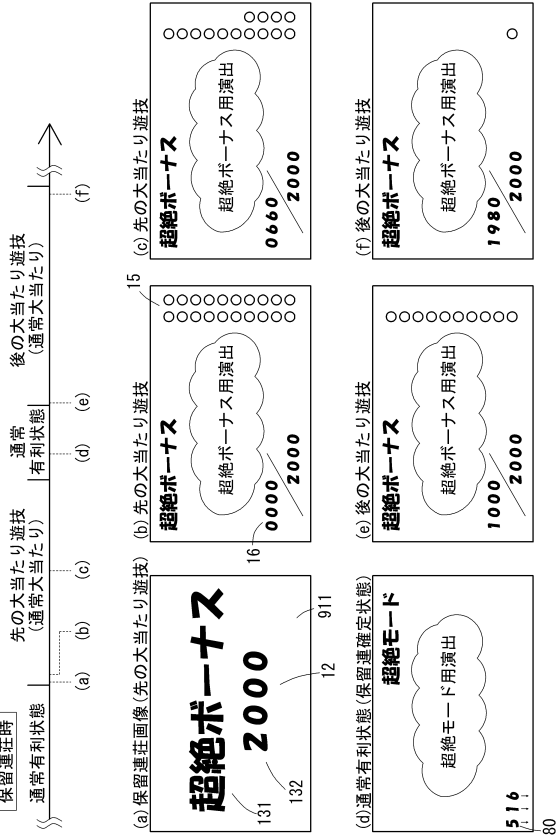 保留連荘時
通常有利状態
先の大当たり遊技
(通常大当たり)
通常
有利状態
後の大当たり遊技
(通常大当たり)
(a)
(b)
(c)
(d)
(e)
(f)
(a)保留連荘画像(先の大当たり遊技)
超絶ボーナス
2000
131
132
12
911
(b) 先の大当たり遊技
15
超絶ボーナス
超絶ボーナス用演出
0000
2000
16
(c) 先の大当たり遊技
超絶ボーナス
超絶ボーナス用演出
0660
2000
(d)通常有利状態(保留連確定状態)
超絶モード
超絶モード用演出
5 1 6
↓ ↓ ↓
80
(e) 後の大当たり遊技
超絶ボーナス
超絶ボーナス用演出
1000
2000
(f) 後の大当たり遊技
超絶ボーナス
超絶ボーナス用演出
1980
2000